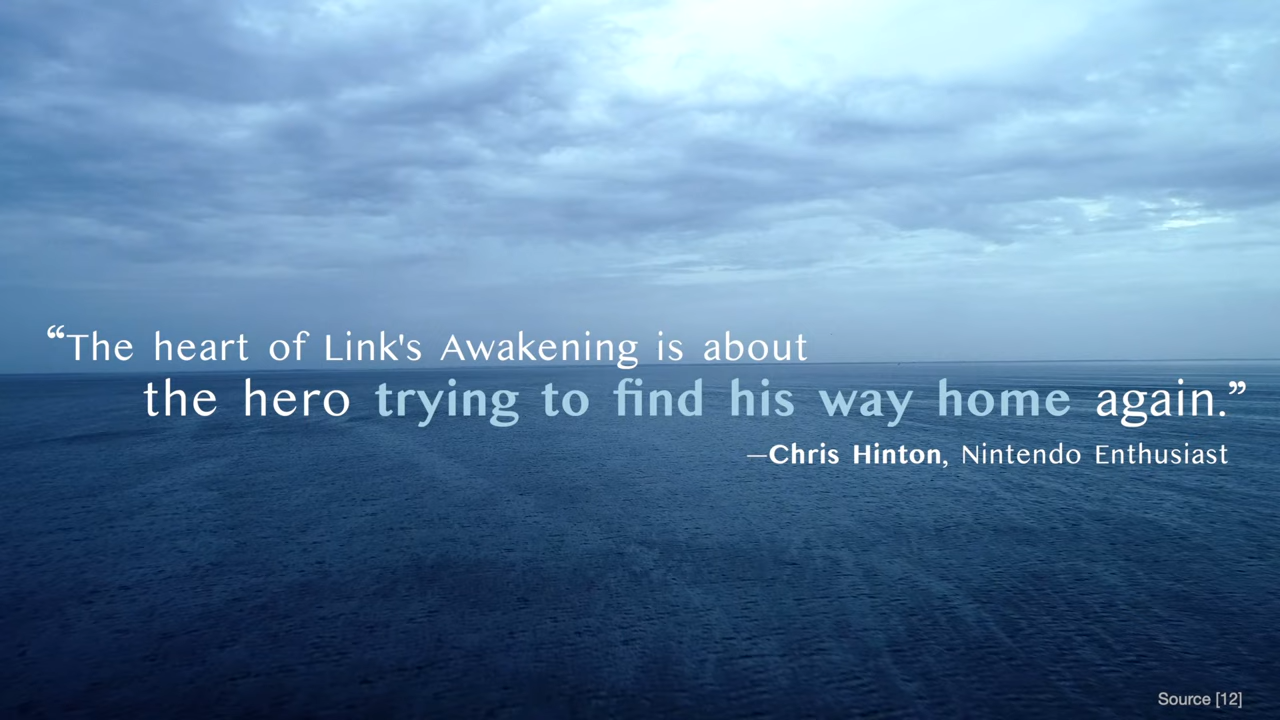 “The heart of Link's Awakening is about
the hero trying to find his way home again.”
—Chris Hinton, Nintendo Enthusiast
Source [12]